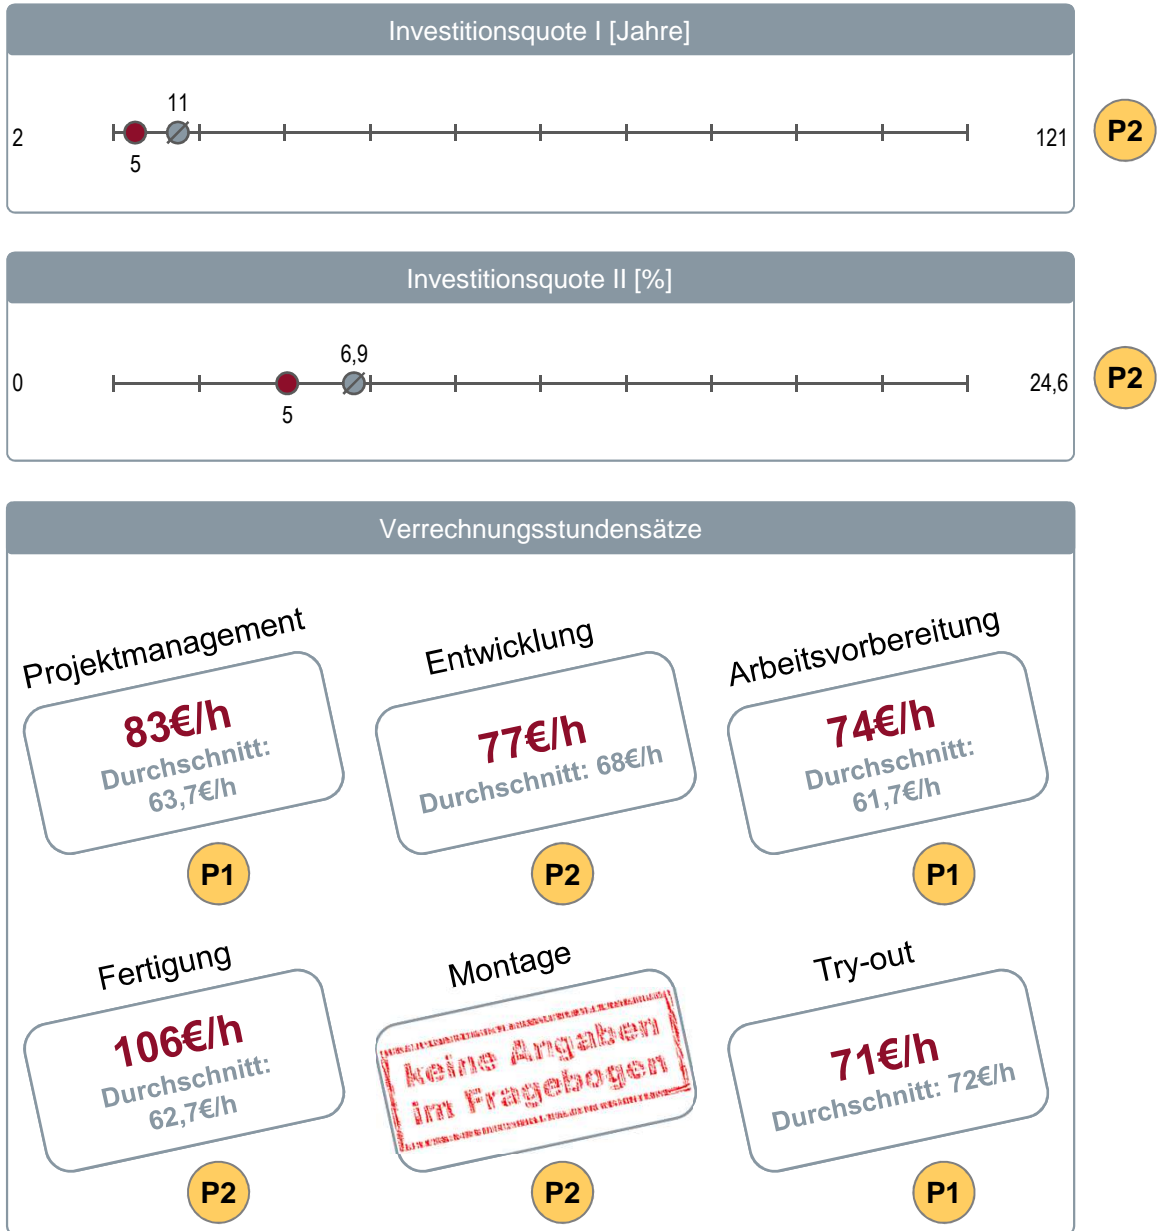 Investitionsquote I [Jahre]
11
2
121
P2
5
Investitionsquote II [%]
6,9
0
24,6
P2
5
Verrechnungsstundensätze
Projektmanagement
83€/h
Durchschnitt:
63,7€/h
P1
Entwicklung
77€/h
Durchschnitt: 68€/h
P2
Arbeitsvorbereitung
74€/h
Durchschnitt:
61,7€/h
P1
Fertigung
106€/h
Durchschnitt:
62,7€/h
P2
Montage
keine Angaben
im Fragebogen
P2
Try-out
71€/h
Durchschnitt: 72€/h
P1